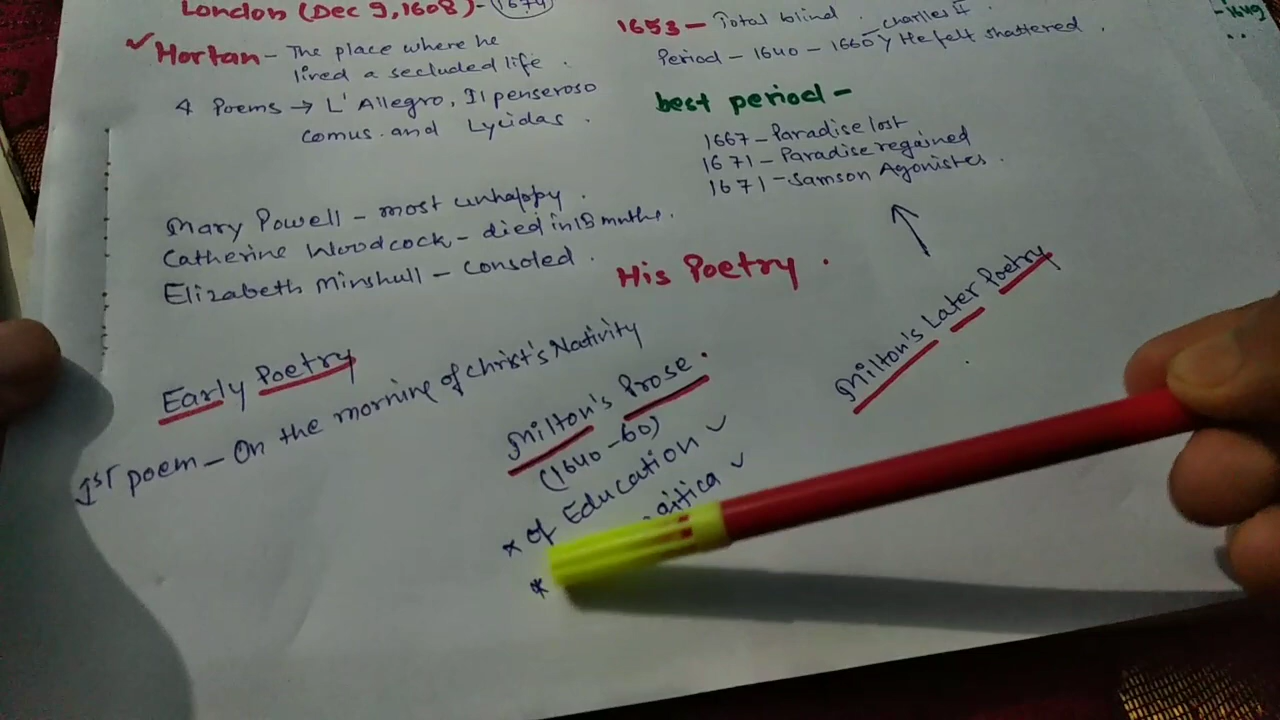 London (Dec 9, 1608) - 1674
Hortan - The place where he
lived a secluded life.
4 Poems → L'Allegro, Il penseroso
comus. and Lycidas.
Mary Powell - most unhappy.
Catherine Woodcock - died in
Elizabeth Minshull - consoled.
1653 - Total blind.
Charles II.
Period - 1640 - 1660 He felt shattered.
best period -
1667 - Paradise lost
1671 - Paradise regained
1671 - Samson Agonistes.
-1649
His Poetry.
Early Poetry
1st poem - On the morning of Christ's Nativity
Milton's Prose.
(1640-60)
* of Education ✓
* ✓
Milton's Later Poetry